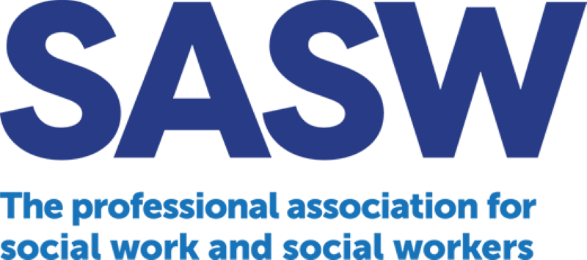 SASW
The professional association for
social work and social workers